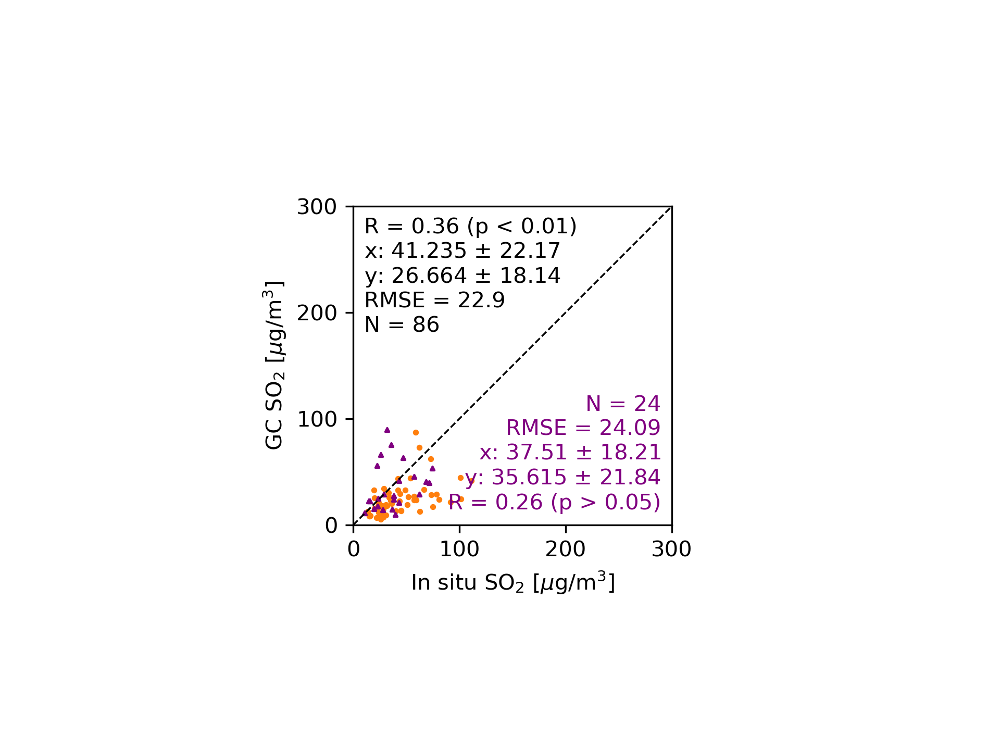 300
R = 0.36 (p < 0.01)
x: 41.235 ± 22.17
y: 26.664 ± 18.14
RMSE = 22.9
N = 86
200
100
0
GC SO₂ [μg/m³]
N = 24
RMSE = 24.09
x: 37.51 ± 18.21
y: 35.615 ± 21.84
R = 0.26 (p > 0.05)
0 100 200 300
In situ SO₂ [μg/m³]